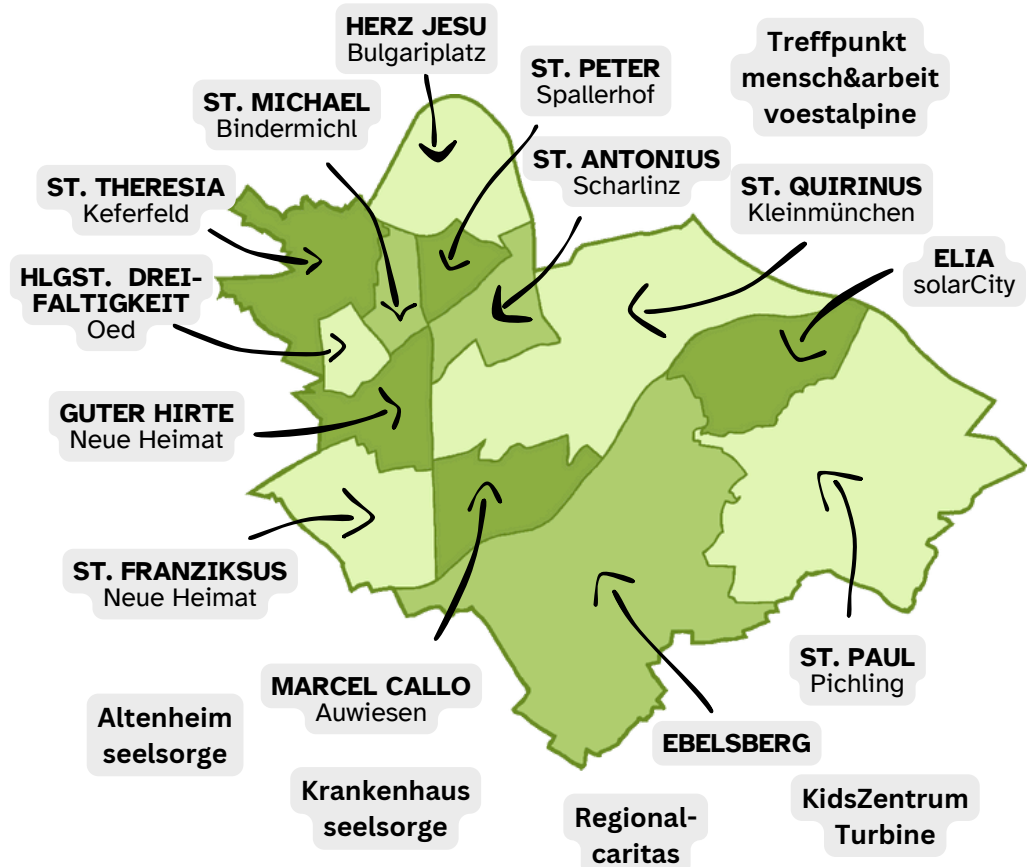 HERZ JESU
Bulgariplatz
Treffpunkt
mensch&arbeit
voestalpine
ST. PETER
Spallerhof
ST. MICHAEL
Bindermichl
ST. ANTONIUS
Scharlinz
ST. QUIRINUS
Kleinmünchen
ST. THERESIA
Keferfeld
ELIA
solarCity
HLGST. DREI-
FALTIGKEIT
Oed
GUTER HIRTE
Neue Heimat
ST. FRANZIKSUS
Neue Heimat
ST. PAUL
Pichling
MARCEL CALLO
Auwiesen
EBELSBERG
Altenheim
seelsorge
Krankenhaus
seelsorge
Regional-
caritas
KidsZentrum
Turbine